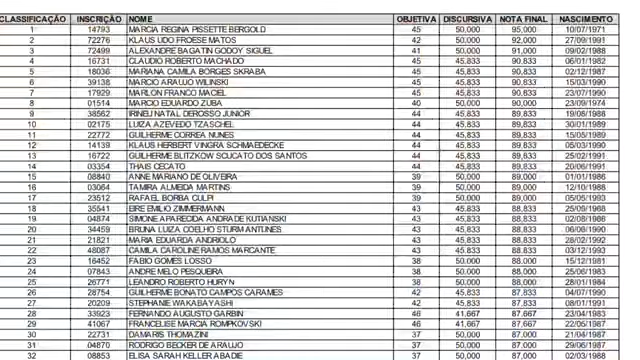 CLASSIFICAÇÃO INSCRIÇÃO NOME OBJETIVA DISCURSIVA NOTA FINAL NASCIMENTO
1 14793 MARCIA REGINA PISSETTE BERGOLD 45 50,000 95,000 10/07/1971
2 72276 KLAUS UDO FROESE MATOS 42 50,000 92,000 27/09/1991
3 72499 ALEXANDRE BAGATIN GODOY SIGUEL 41 50,000 91,000 09/02/1988
4 16731 CLAUDIO ROBERTO MACHADO 45 45,833 90,833 06/01/1982
5 18036 MARIANA CAMILA BORGES SKRABA 45 45,833 90,833 02/12/1987
6 39138 MARCIO ARAUJO WILINSKI 45 45,833 90,833 15/03/1990
7 17929 MARLON FRANCO MACIEL 45 45,833 90,833 23/07/1990
8 01514 MARCIO EDUARDO ZUBA 40 50,000 90,000 23/09/1974
9 38562 IRINEU NATAL DEROSSO JUNIOR 44 45,833 89,833 19/08/1986
10 02175 LUIZA AZEVEDO TZASCHEL 44 45,833 89,833 30/01/1989
11 22772 GUILHERME CORREA NUNES 44 45,833 89,833 15/05/1989
12 14139 KLAUS HERBERT VINGRA SCHMAEDECKE 44 45,833 89,833 05/03/1990
13 16722 GUILHERME BLITZKOW SCUCATO DOS SANTOS 44 45,833 89,833 25/02/1991
14 03354 THAIS CECATO 44 45,833 89,833 20/06/1991
15 08840 ANNE MARIANO DE OLIVEIRA 39 50,000 89,000 01/01/1986
16 03064 TAMIRA ALMEIDA MARTINS 39 50,000 89,000 12/10/1988
17 23512 RAFAEL BORBA CULPI 39 50,000 89,000
18 35541 EIRE EMILIO ZIMMERMANN 43 45,833 88,833 25/09/1968
19 04874 SIMONE APARECIDA ANDRADE KUTIANSKI 43 45,833 88,833 02/08/1986
20 34459 BRUNA LUIZA COELHO STURM ANTUNES 43 45,833 88,833 06/08/1990
21 21821 MARIA EDUARDA ANDRIOLO 43 45,833 88,833 28/02/1992
22 48087 CAMILA CAROLINE RAMOS MARCANTE 43 45,833 88,833 03/12/1992
23 16452 FABIO GOMES LOSSO 38 50,000 88,000 15/12/1981
24 07843 ANDRE MELO PESQUEIRA 38 50,000 88,000 25/06/1983
25 26771 LEANDRO ROBERTO HURYN 38 50,000 88,000 28/01/1984
26 28754 GUILHERME BONATO CAMPOS CARAMES 42 45,833 87,833 04/07/1990
27 20209 STEPHANIE WAKABAYASHI 42 45,833 87,833 08/01/1991
28 33923 FERNANDO AUGUSTO GARBIN 46 41,667 87,667 23/04/1983
29 41067 FRANCELISE MARCIA ROMPKOVSKI 46 41,667 87,667 22/05/1987
30 22731 DAMARIS THOMAZINI 37 50,000 87,000 21/04/1987
31 04870 RODRIGO BECKER DE ARAUJO 37 50,000 87,000 29/06/1987
32 08853 ELISA SARAH KELLER ABADIE 37 50,000 87,000 02/03/1988